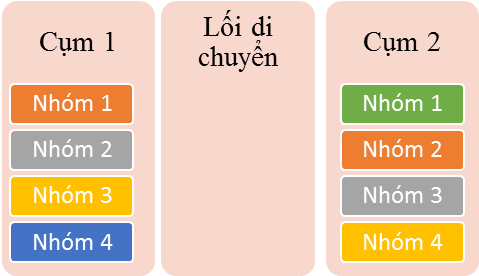 Cụm 1
Nhóm 1
Nhóm 2
Nhóm 3
Nhóm 4
Lối di
chuyển
Cụm 2
Nhóm 1
Nhóm 2
Nhóm 3
Nhóm 4